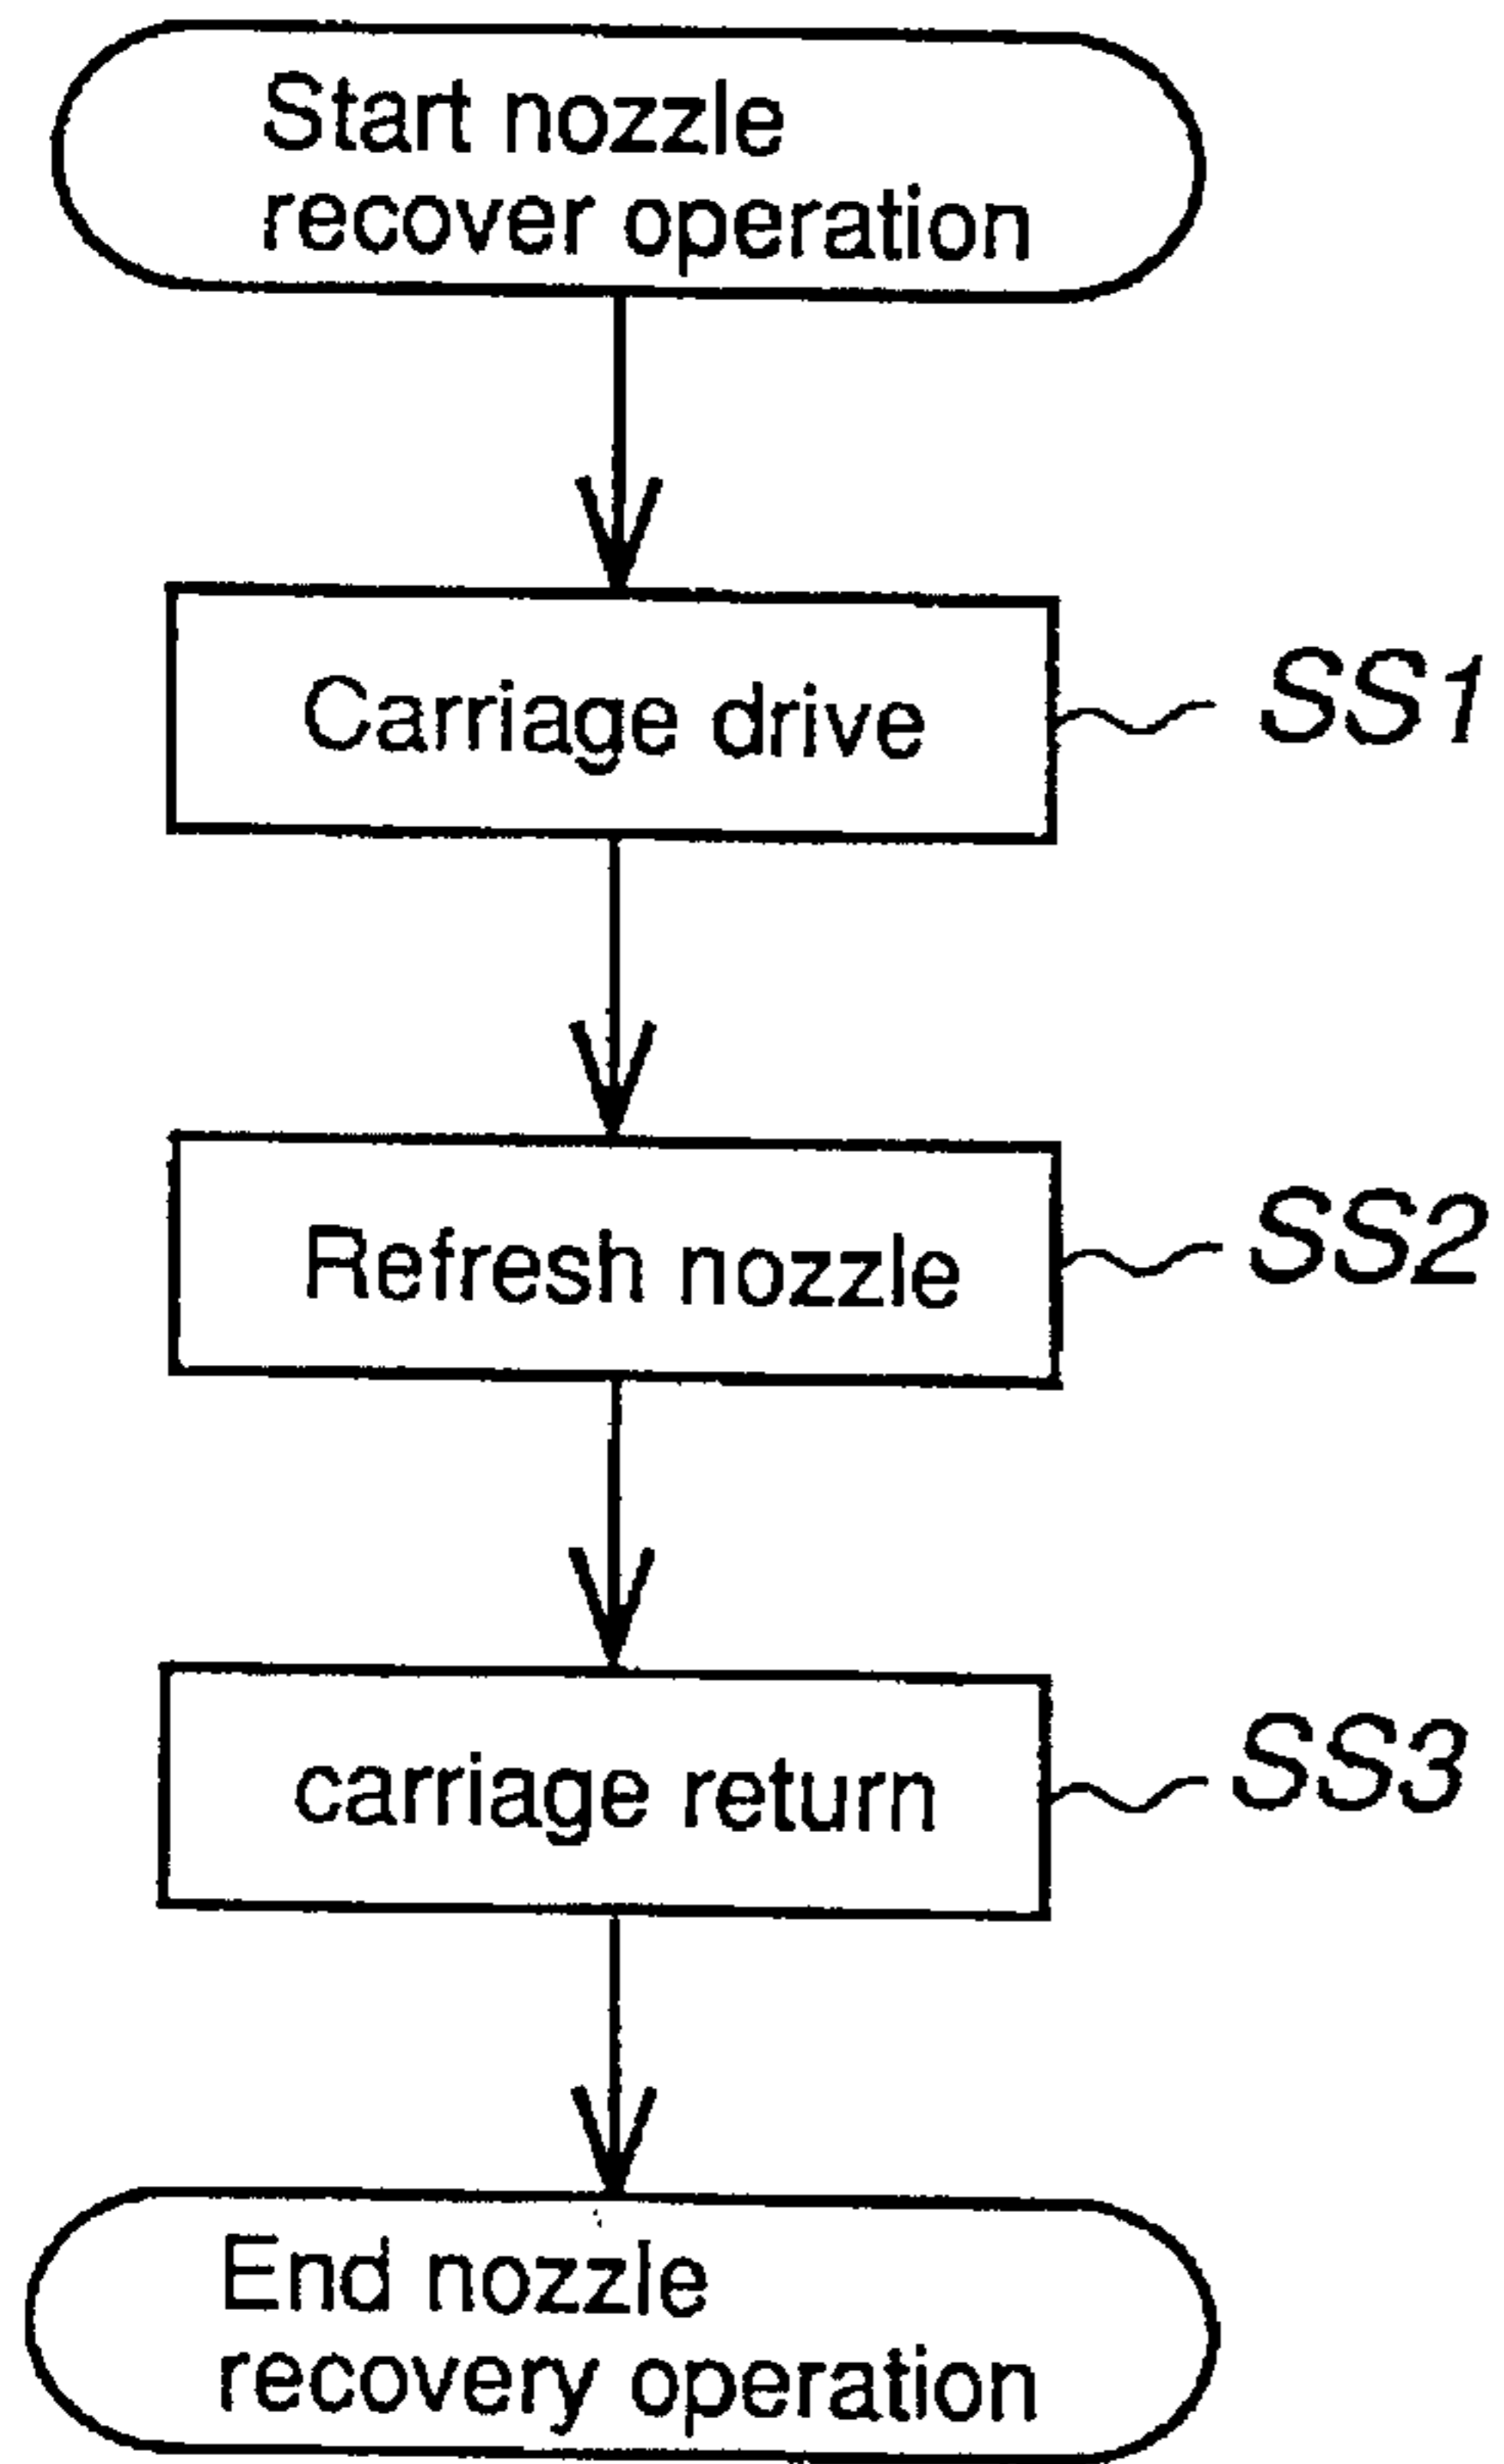 Start nozzle
recover operation
Carriage drive
SS1
Refresh nozzle
SS2
carriage return
SS3
End nozzle
recovery operation